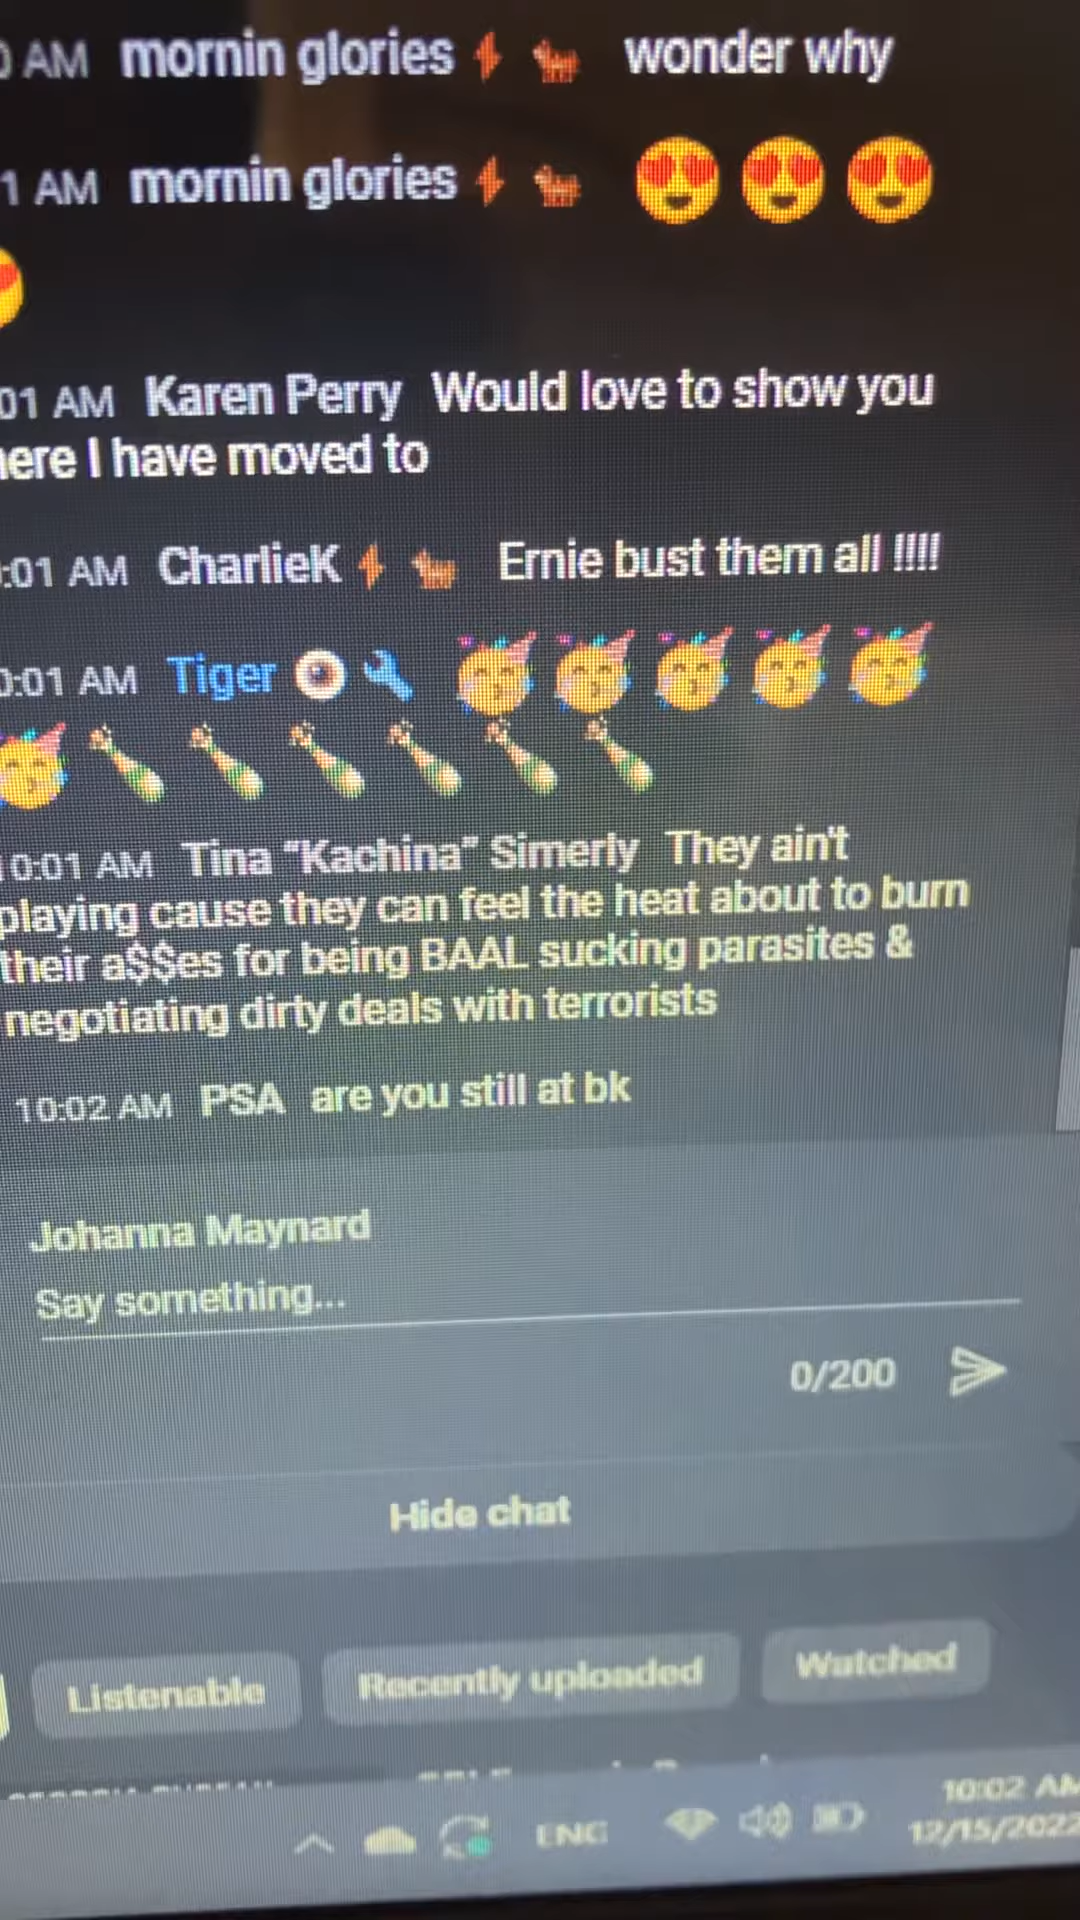 AM mornin glories wonder why
1 AM mornin glories
01 AM Karen Perry Would love to show you
ere I have moved to
:01 AM CharlieK Ernie bust them all !!!!
0:01 AM Tiger
10:01 AM Tina “Kachina” Simerly They ain't
playing cause they can feel the heat about to burn
their a$$es for being BAAL sucking parasites &
negotiating dirty deals with terrorists
10:02 AM PSA are you still at bk
Johanna Maynard
Say something...
0/200
Hide chat
Listenable Recently uploaded Watched
ENG 10:02 AM
12/15/2022